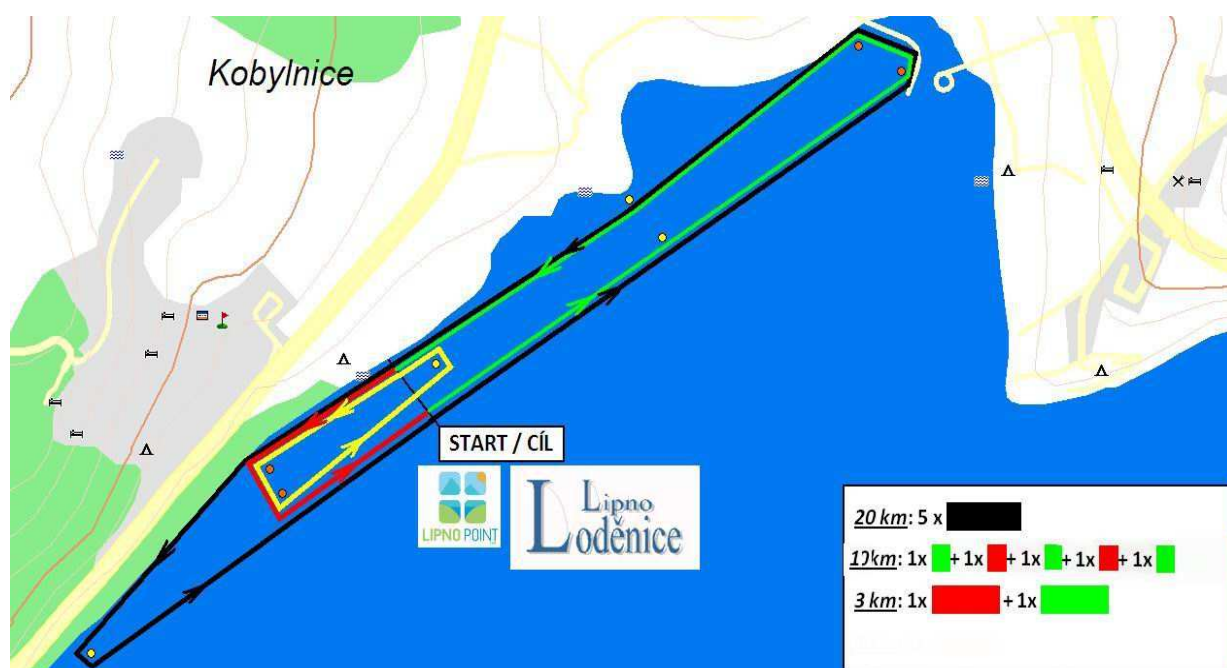 Kobylnice
START / CÍL
LIPNO POINT
Lipno
Loděnice
20 km: 5 x
10km: 1x + 1x + 1x + 1x + 1x
3 km: 1x + 1x